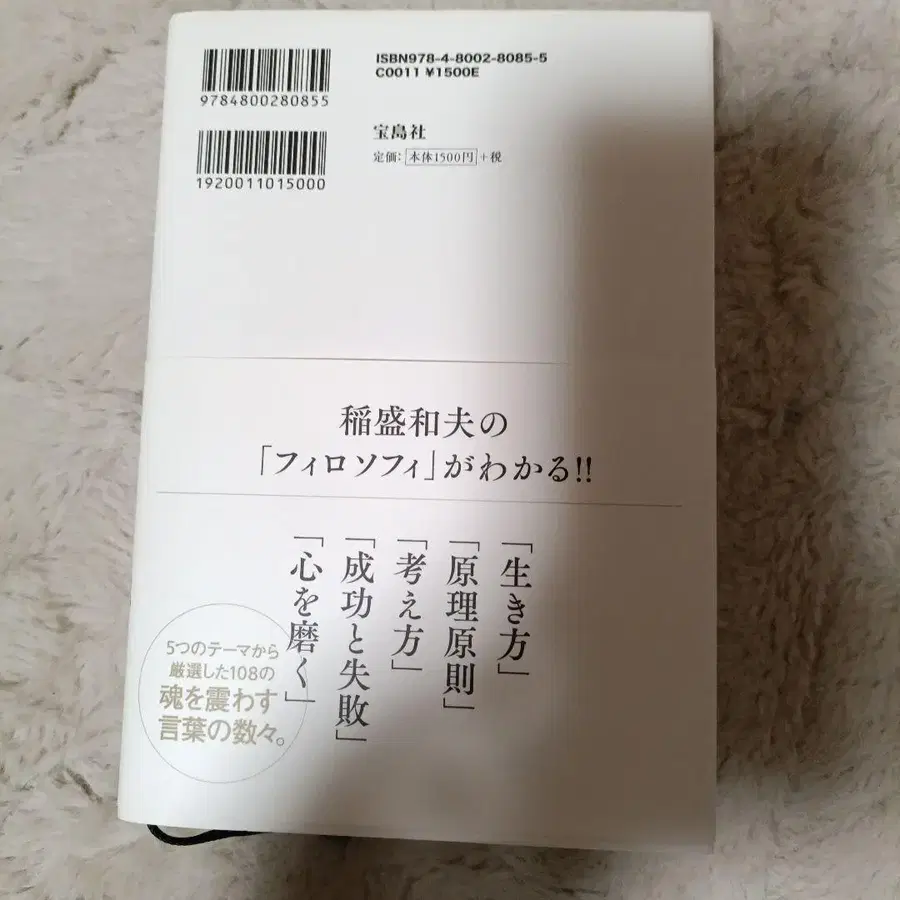 ISBN978-4-8002-8085-5
C0011 ¥1500E
9784800280855
宝島社
定価：本体1500円+税
1920011015000
稲盛和夫の
「フィロソフィ」がわかる!!
「生き方」
「原理原則」
「考え方」
「成功と失敗」
「心を磨く」
5つのテーマから
厳選した108の
魂を震わす
言葉の数々。